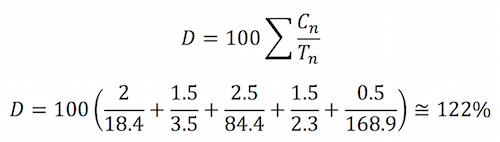 D = 100 ∑ Cₙ/Tₙ
D = 100 (2/18.4 + 1.5/3.5 + 2.5/84.4 + 1.5/2.3 + 0.5/168.9) ≅ 122%